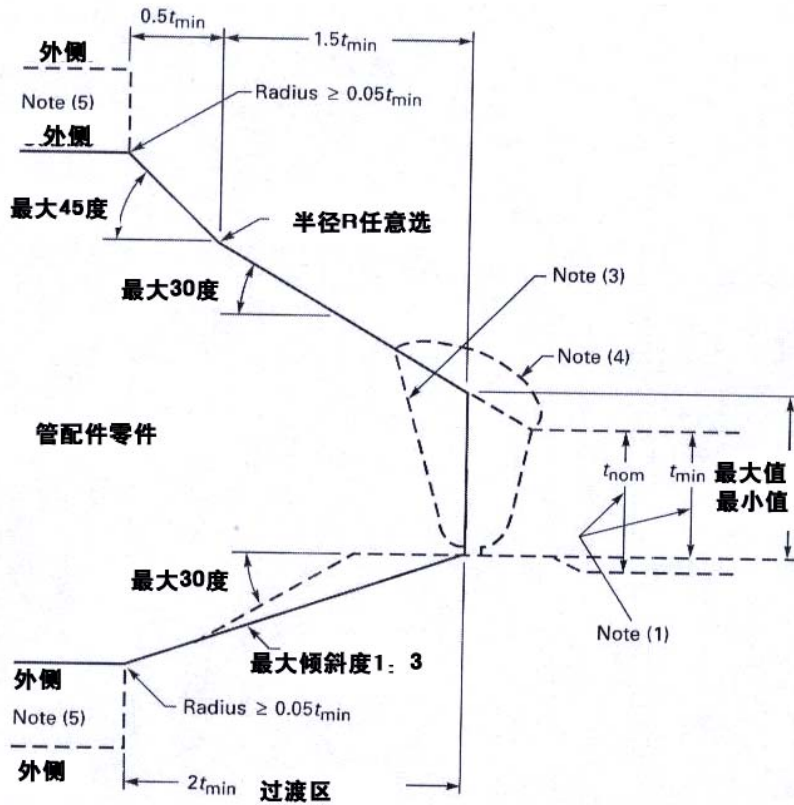 0.5tmin
1.5tmin
外侧
Note (5)
Radius ≥ 0.05tmin
外侧
最大45度
半径R任意选
最大30度
Note (3)
Note (4)
管配件零件
tnom
tmin
最大值
最小值
最大30度
Note (1)
最大倾斜度1：3
外侧
Note (5)
Radius ≥ 0.05tmin
外侧
2tmin
过渡区